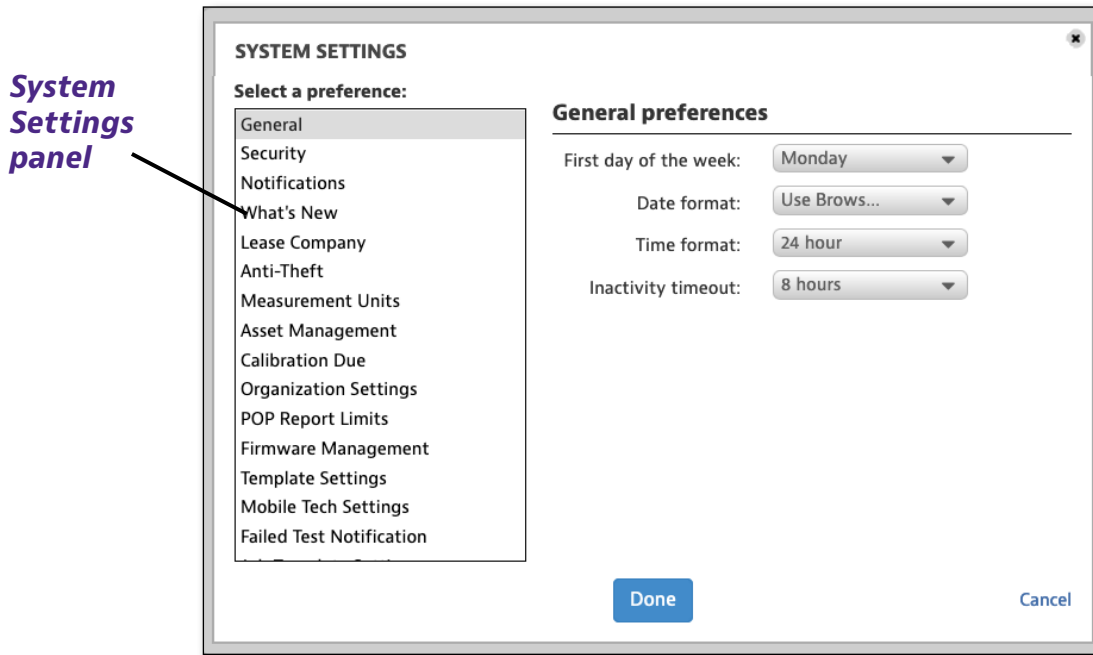 System
Settings
panel
SYSTEM SETTINGS
Select a preference:
General
Security
Notifications
What's New
Lease Company
Anti-Theft
Measurement Units
Asset Management
Calibration Due
Organization Settings
POP Report Limits
Firmware Management
Template Settings
Mobile Tech Settings
Failed Test Notification
General preferences
First day of the week: Monday
Date format: Use Brows...
Time format: 24 hour
Inactivity timeout: 8 hours
Done
Cancel